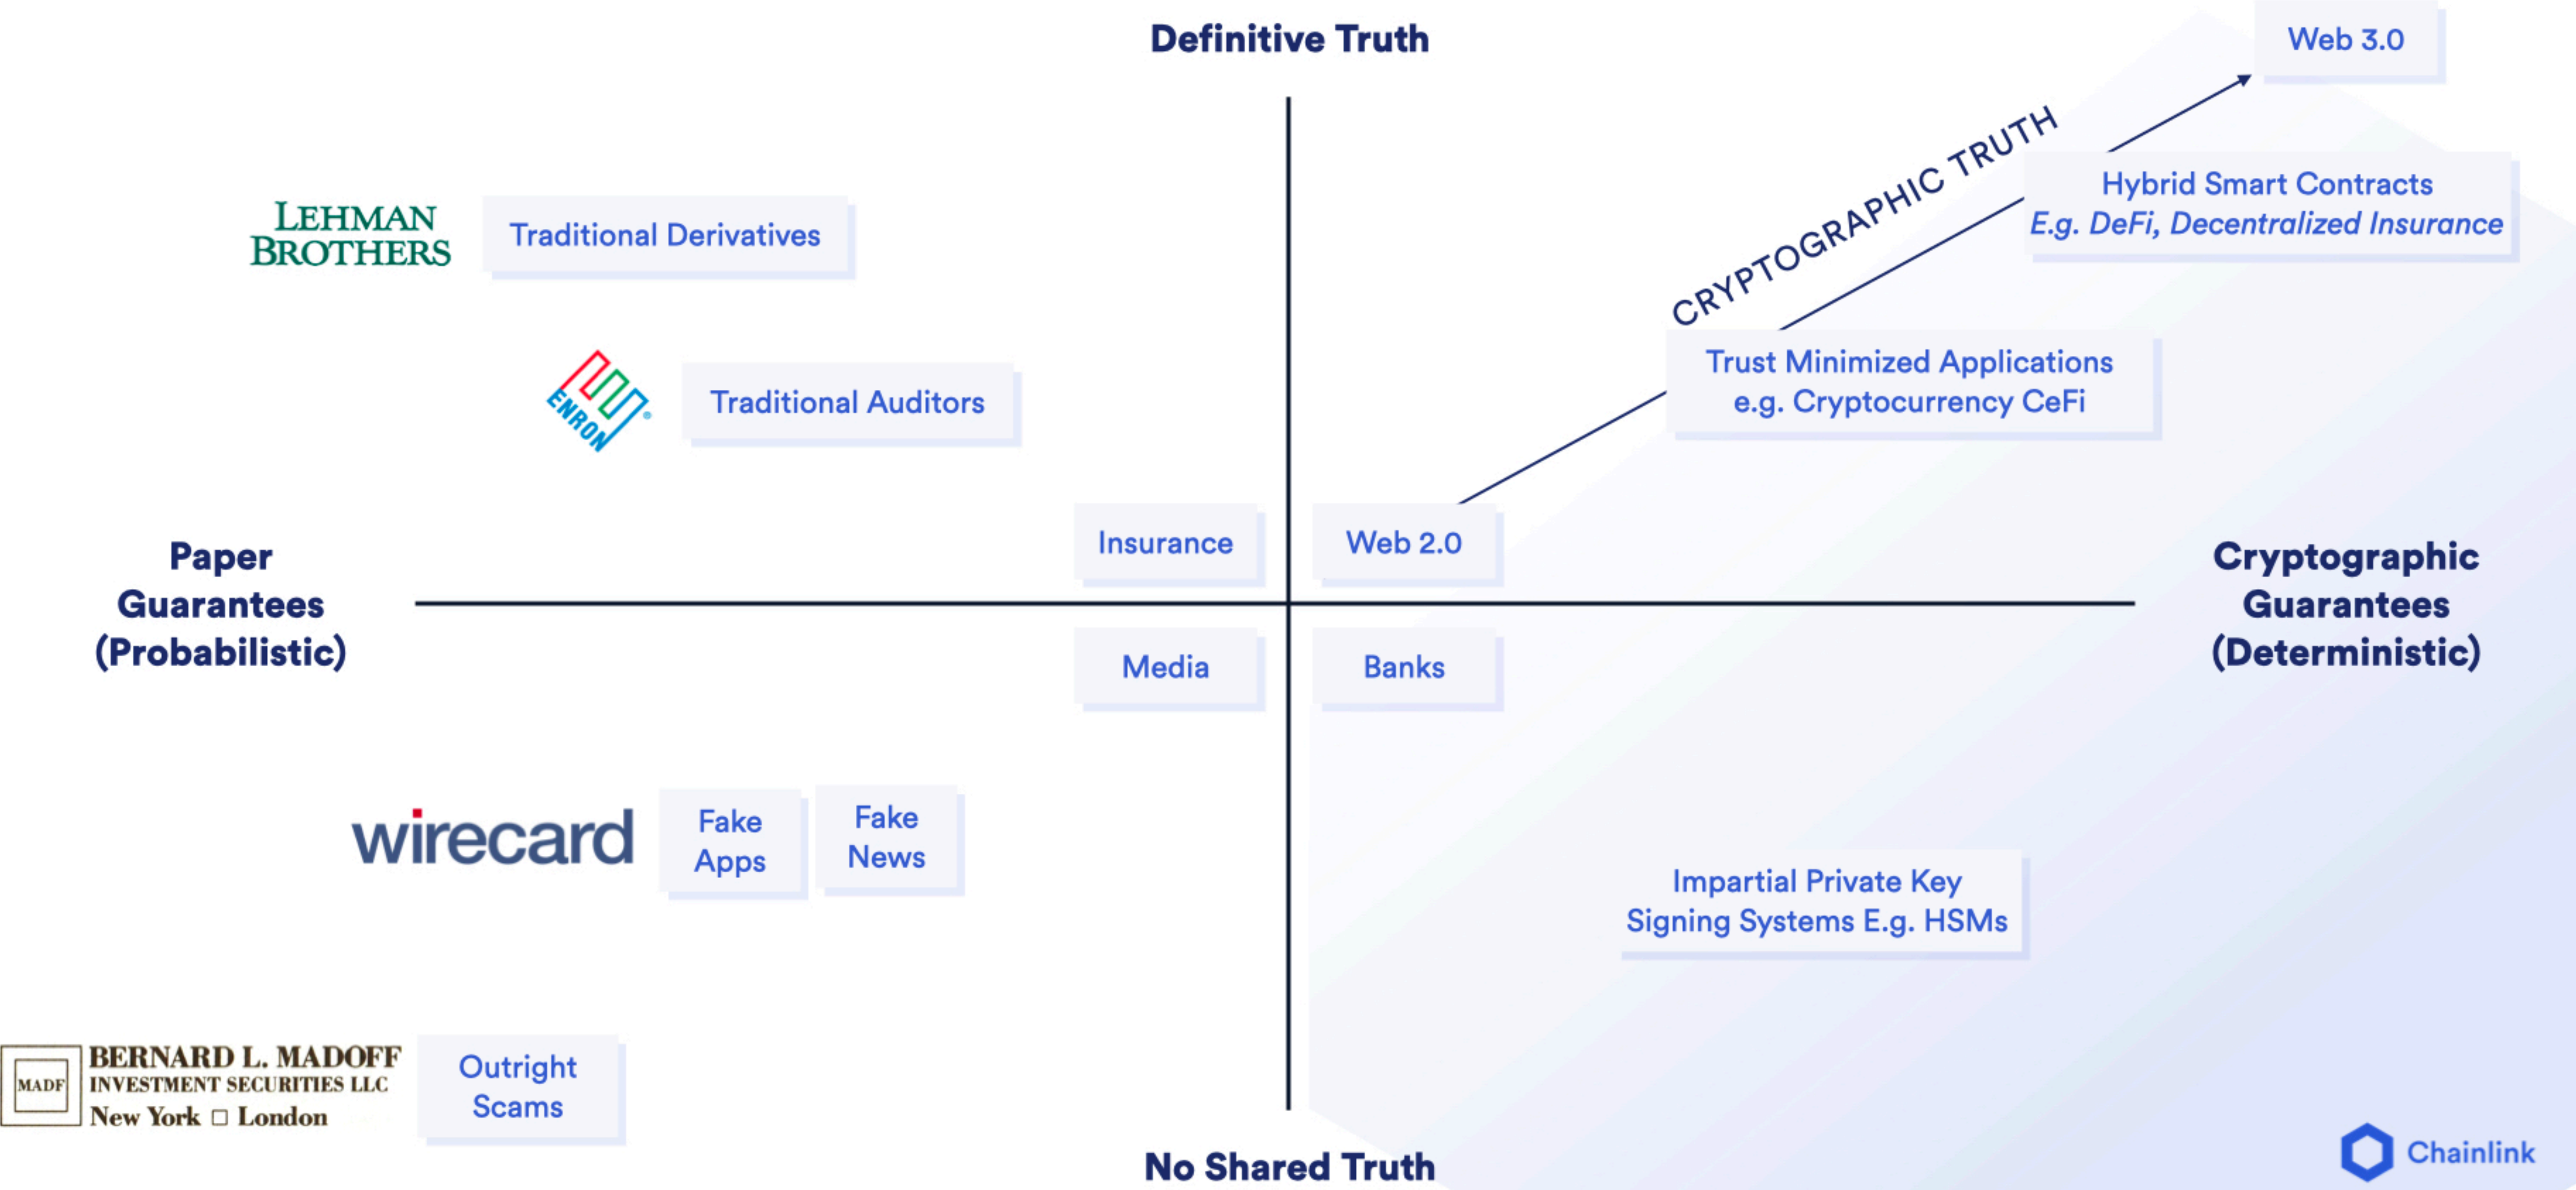 Definitive Truth
Web 3.0
CRYPTOGRAPHIC TRUTH
Hybrid Smart Contracts
E.g. DeFi, Decentralized Insurance
LEHMAN
BROTHERS
Traditional Derivatives
ENRON®
Traditional Auditors
Trust Minimized Applications
e.g. Cryptocurrency CeFi
Insurance
Web 2.0
Paper
Guarantees
(Probabilistic)
Cryptographic
Guarantees
(Deterministic)
Media
Banks
wirecard
Fake
Apps
Fake
News
Impartial Private Key
Signing Systems E.g. HSMs
MADF
BERNARD L. MADOFF
INVESTMENT SECURITIES LLC
New York □ London
Outright
Scams
No Shared Truth
Chainlink